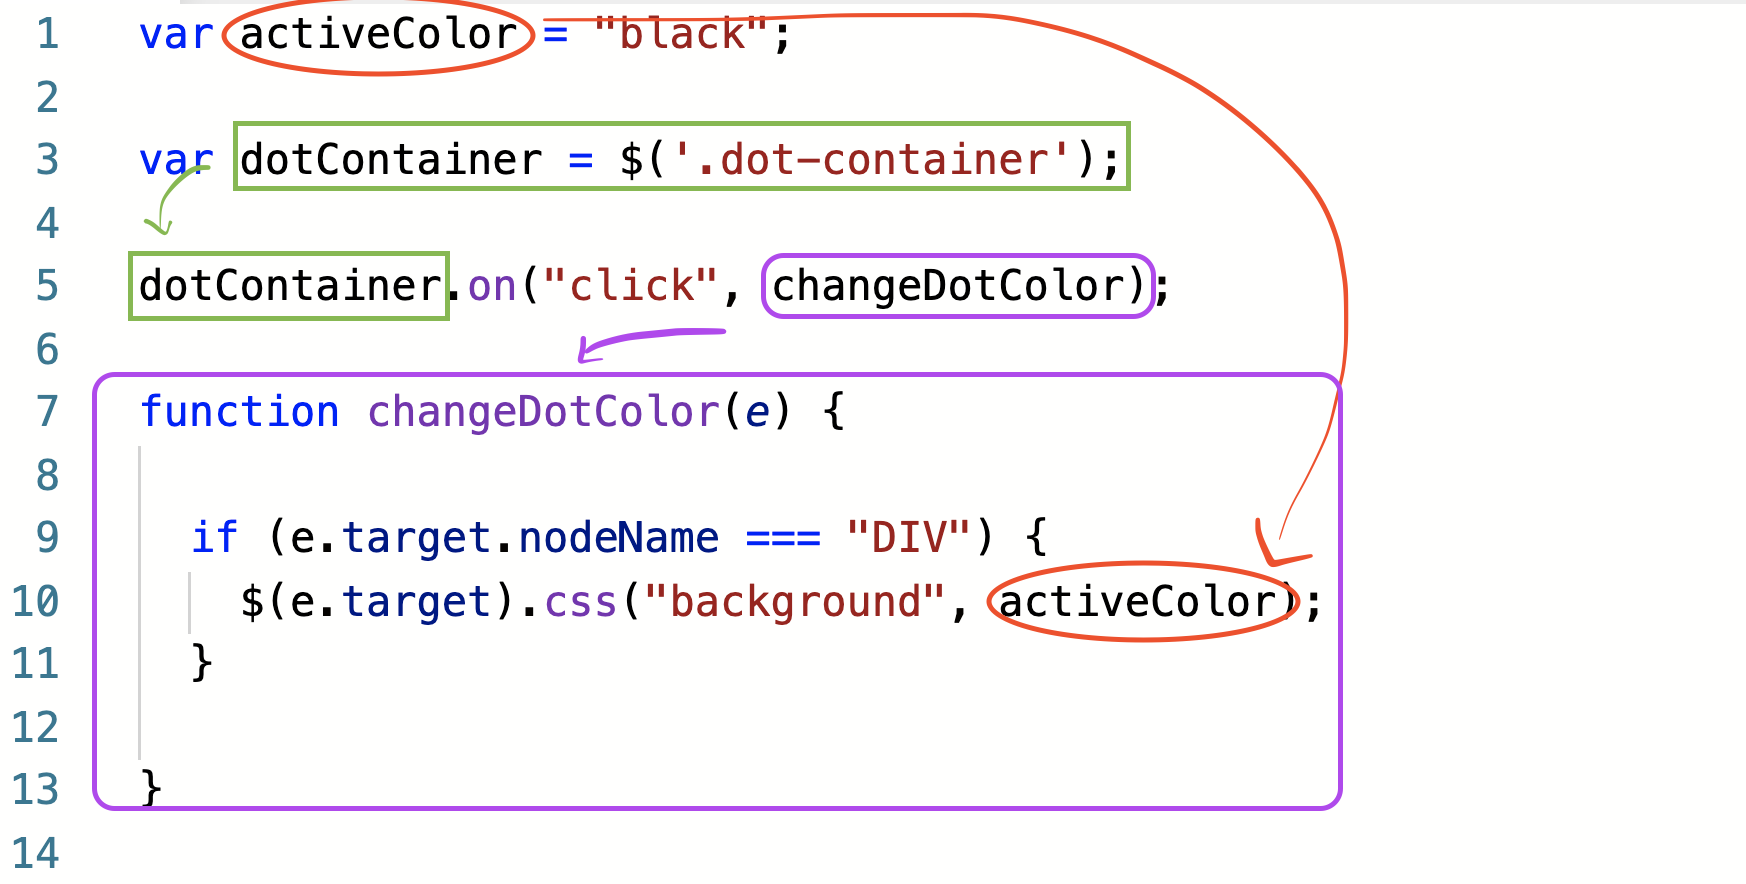 1 var activeColor = "black";
2
3 var dotContainer = $('.dot-container');
4
5 dotContainer.on("click", changeDotColor);
6
7 function changeDotColor(e) {
8
9 if (e.target.nodeName === "DIV") {
10 $(e.target).css("background", activeColor);
11 }
12
13 }
14